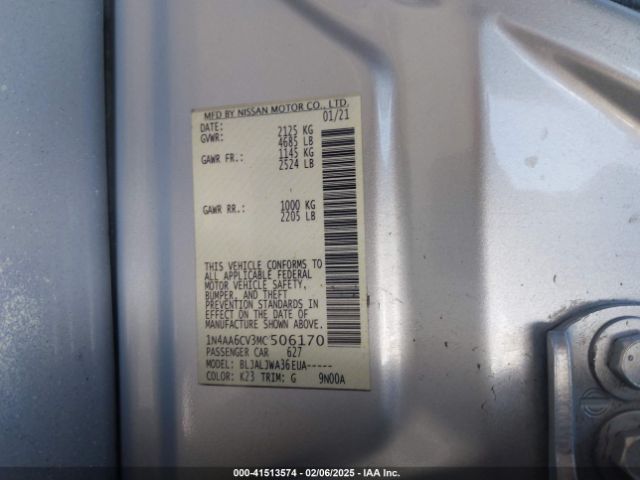 MFD BY NISSAN MOTOR CO., LTD.
DATE: 01/21
GVWR: 2125 KG
4685 LB
GAWR FR.: 1145 KG
2524 LB
GAWR RR.: 1000 KG
2205 LB
THIS VEHICLE CONFORMS TO
ALL APPLICABLE FEDERAL
MOTOR VEHICLE SAFETY,
BUMPER, AND THEFT
PREVENTION STANDARDS IN
EFFECT ON THE DATE OF
MANUFACTURE SHOWN ABOVE.
1N4AA6CV3MC506170
PASSENGER CAR 627
MODEL: BLJALJWA36EUA-----
COLOR: K23 TRIM: G 9N00A
000-41513574 / 02/06/2025 - IAA Inc.